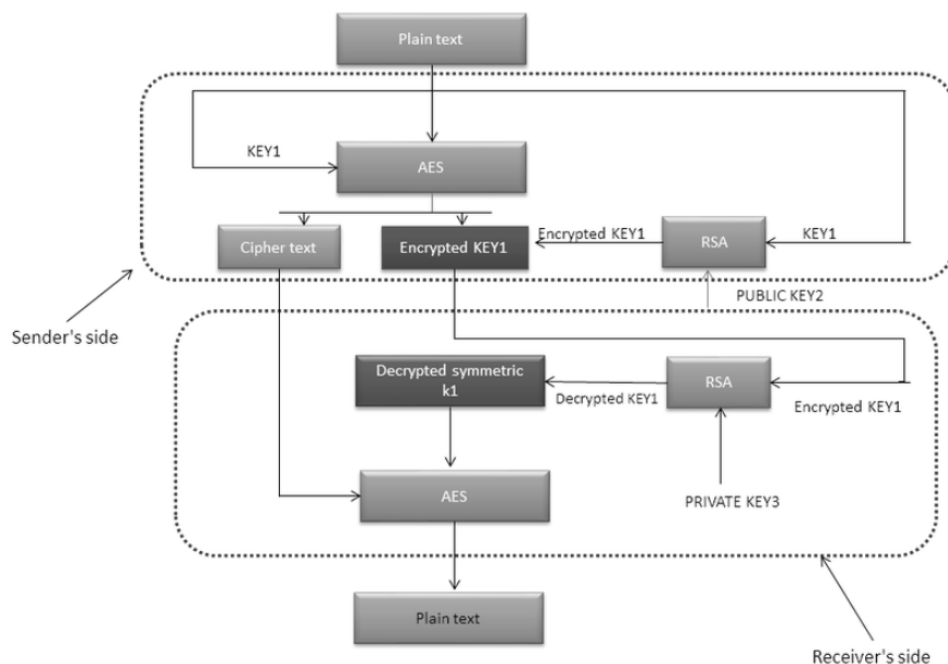 Plain text
KEY1
AES
Cipher text
Encrypted KEY1
Encrypted KEY1
RSA
KEY1
PUBLIC KEY2
Sender's side
Decrypted symmetric
k1
Decrypted KEY1
RSA
Encrypted KEY1
AES
PRIVATE KEY3
Plain text
Receiver's side